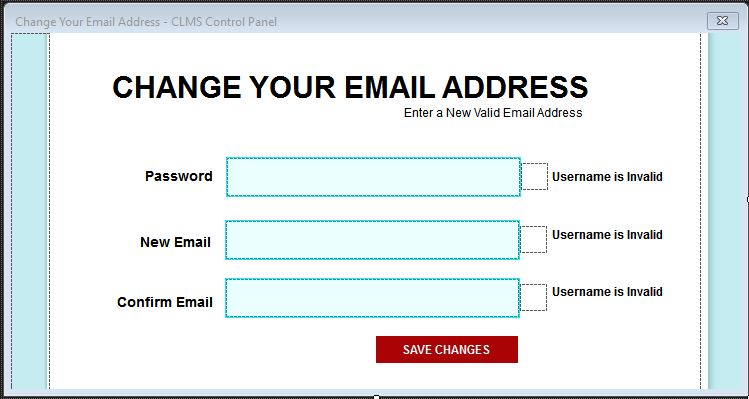 Change Your Email Address - CLMS Control Panel
CHANGE YOUR EMAIL ADDRESS
Enter a New Valid Email Address
Password
Username is Invalid
New Email
Username is Invalid
Confirm Email
Username is Invalid
SAVE CHANGES